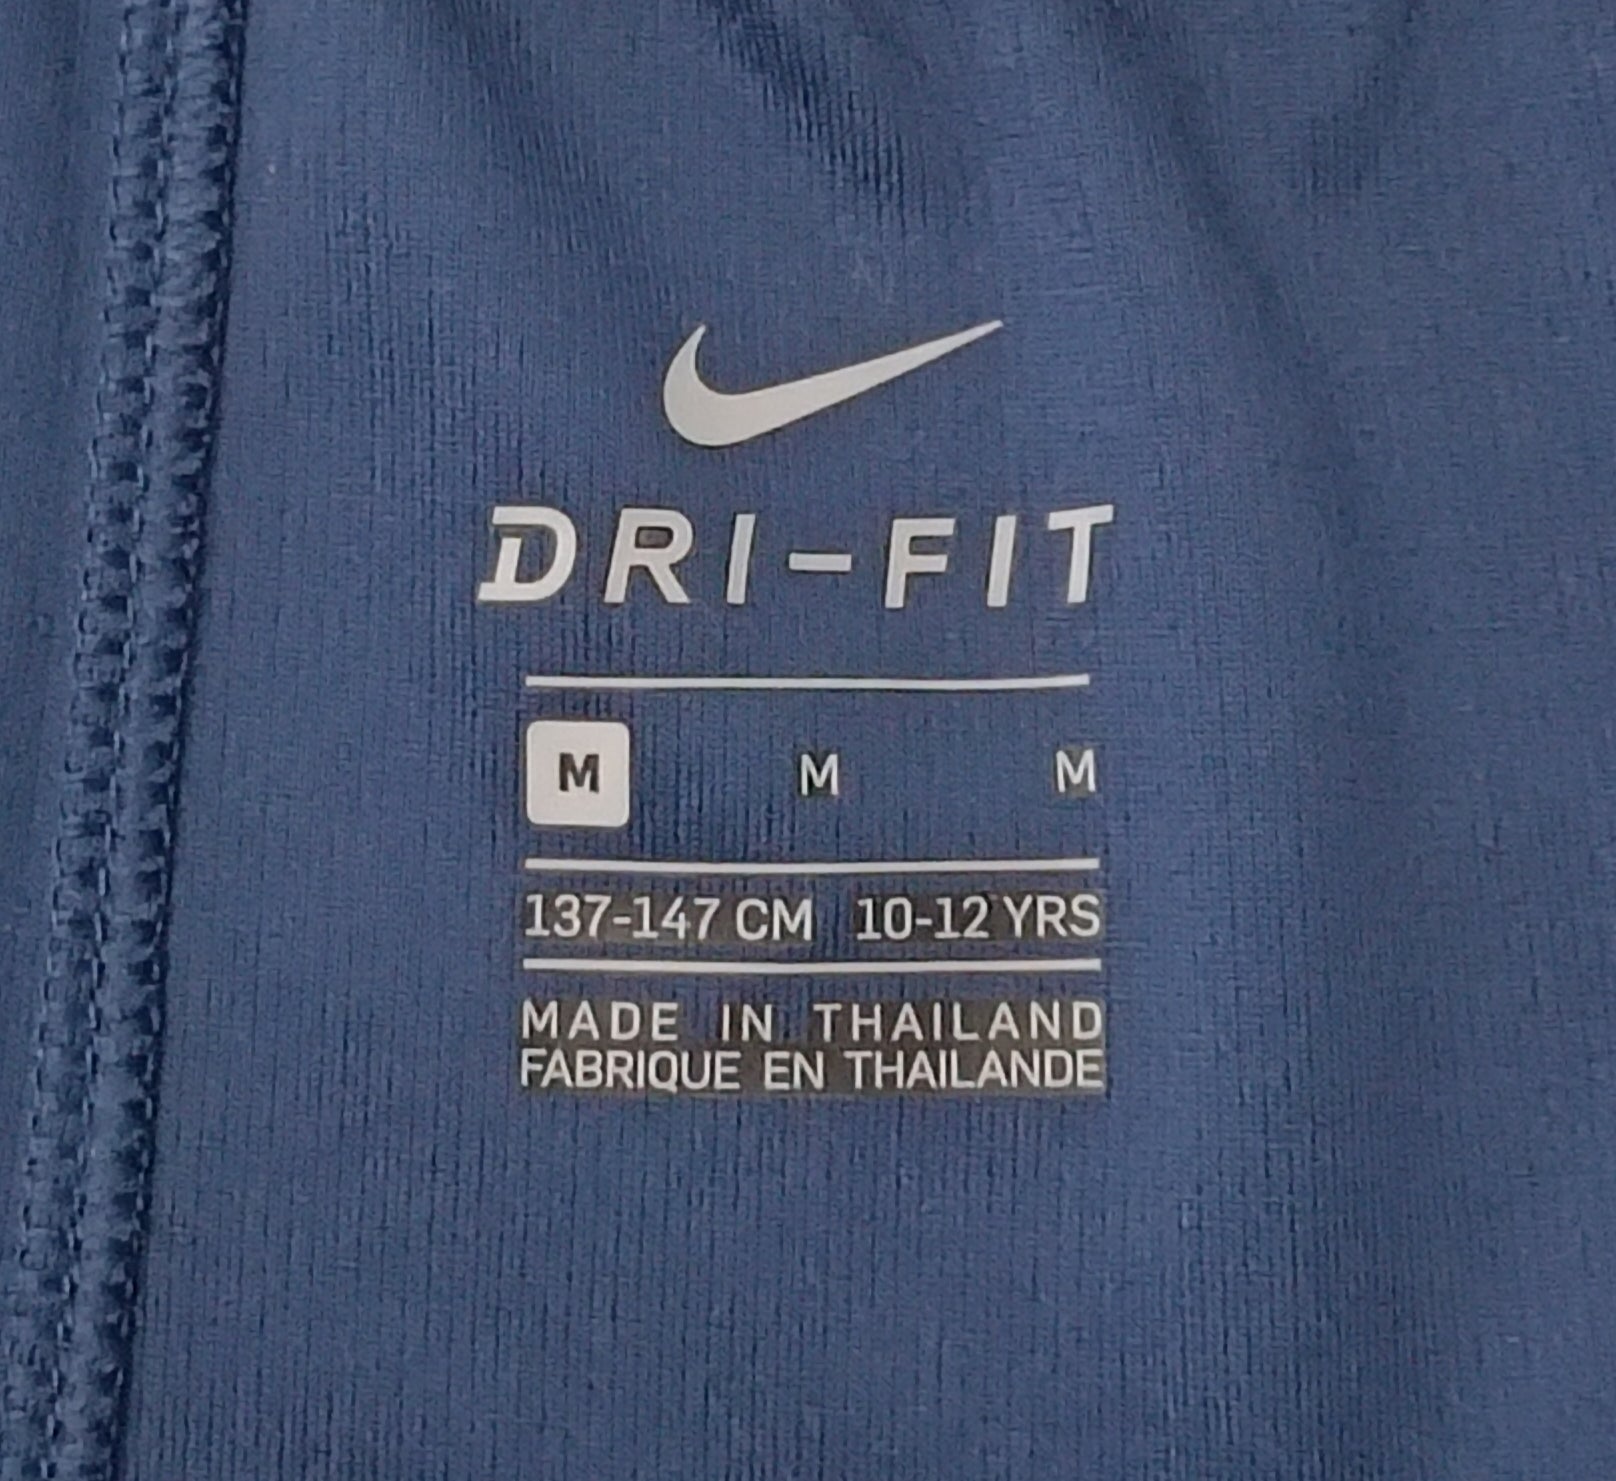 DRI-FIT
M M M
137-147 CM 10-12 YRS
MADE IN THAILAND
FABRIQUE EN THAILANDE